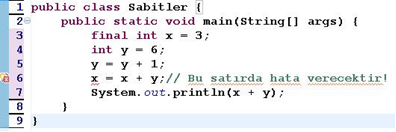 1 public class Sabitler {
2 public static void main(String[] args) {
3 final int x = 3;
4 int y = 6;
5 y = y + 1;
6 x = x + y;// Bu satırda hata verecektir!
7 System.out.println(x + y);
8 }
9 }